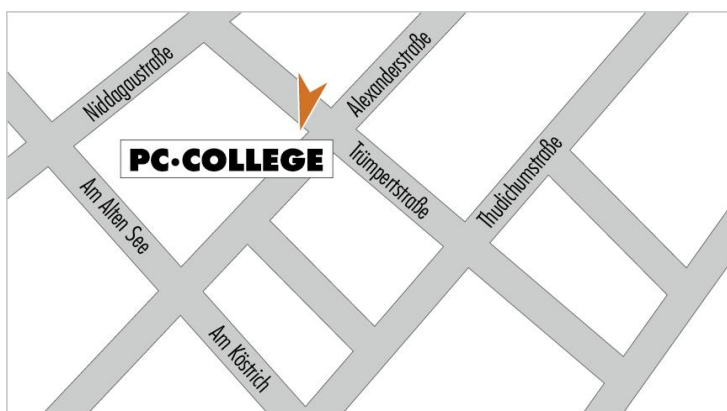 Niddagaustraße
Alexanderstraße
PC·COLLEGE
Trümpertstraße
Thudichumstraße
Am Alten See
Am Köstrich